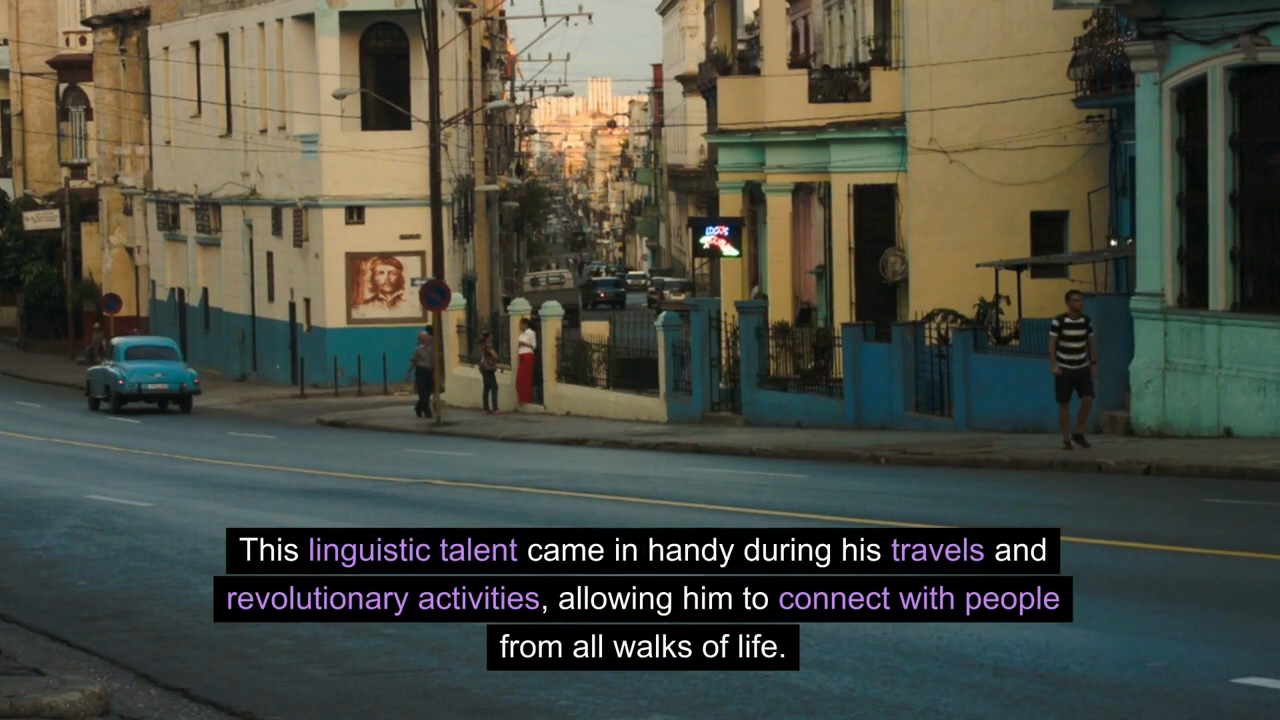 This linguistic talent came in handy during his travels and
revolutionary activities, allowing him to connect with people
from all walks of life.